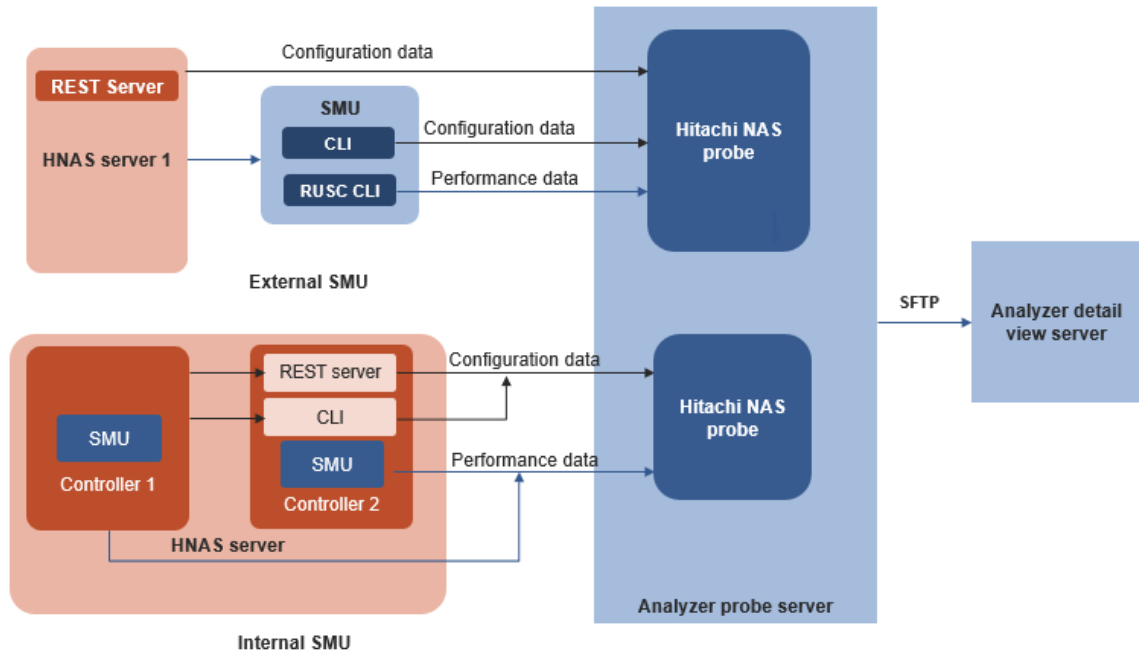 Configuration data
REST Server
SMU
HNAS server 1
CLI
Configuration data
RUSC CLI
Performance data
Hitachi NAS
probe
External SMU
SFTP
Analyzer detail
view server
REST server
Configuration data
CLI
SMU
Controller 1
SMU
Controller 2
Performance data
Hitachi NAS
probe
HNAS server
Analyzer probe server
Internal SMU